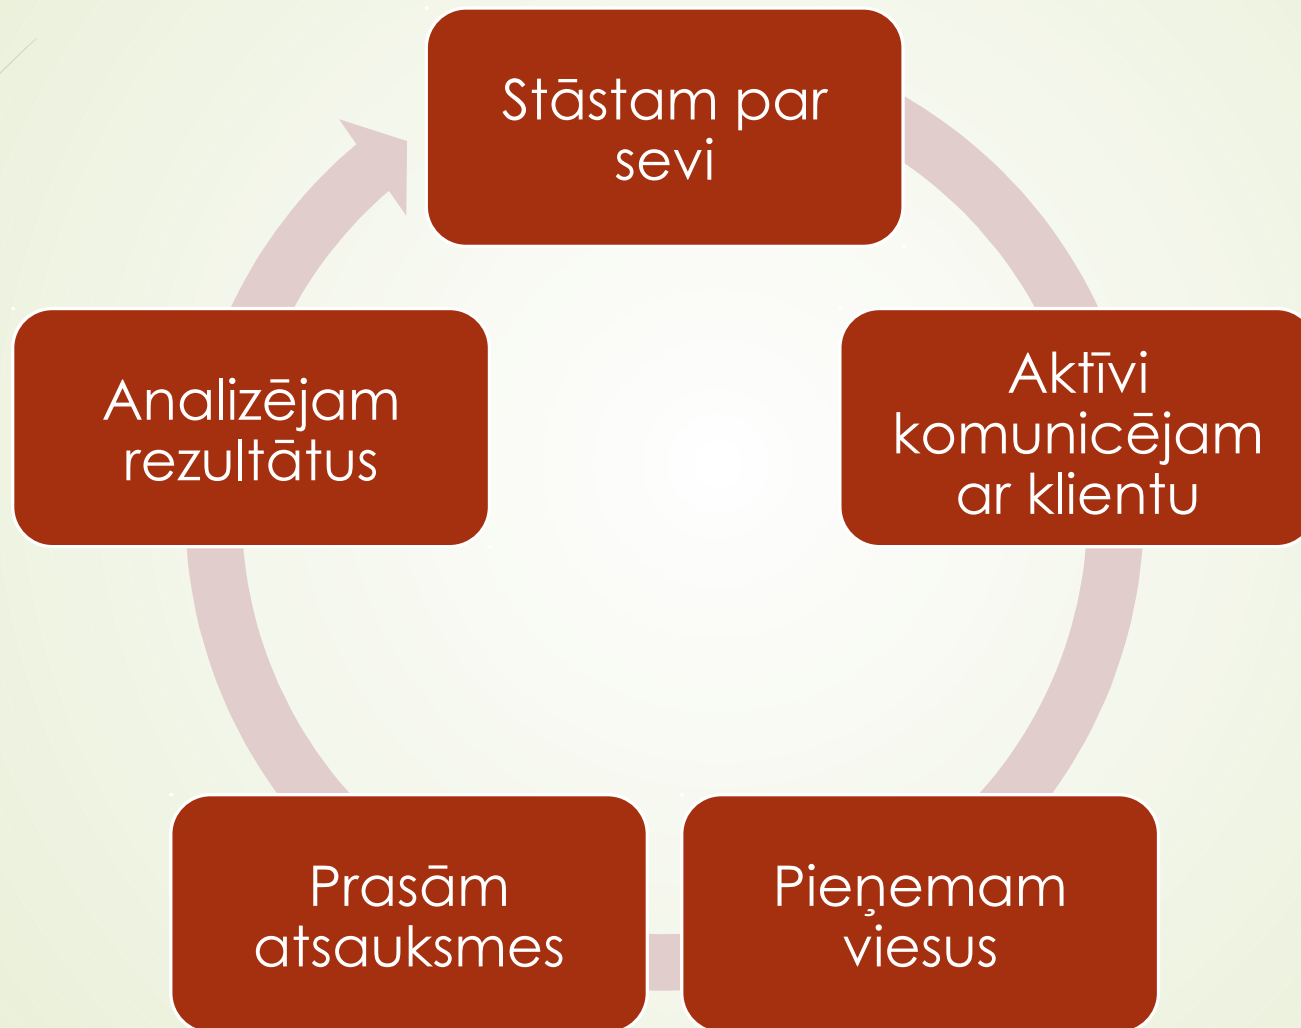 Stāstam par
sevi
Aktīvi
komunicējam
ar klientu
Pieņemam
viesus
Prasām
atsauksmes
Analizējam
rezultātus